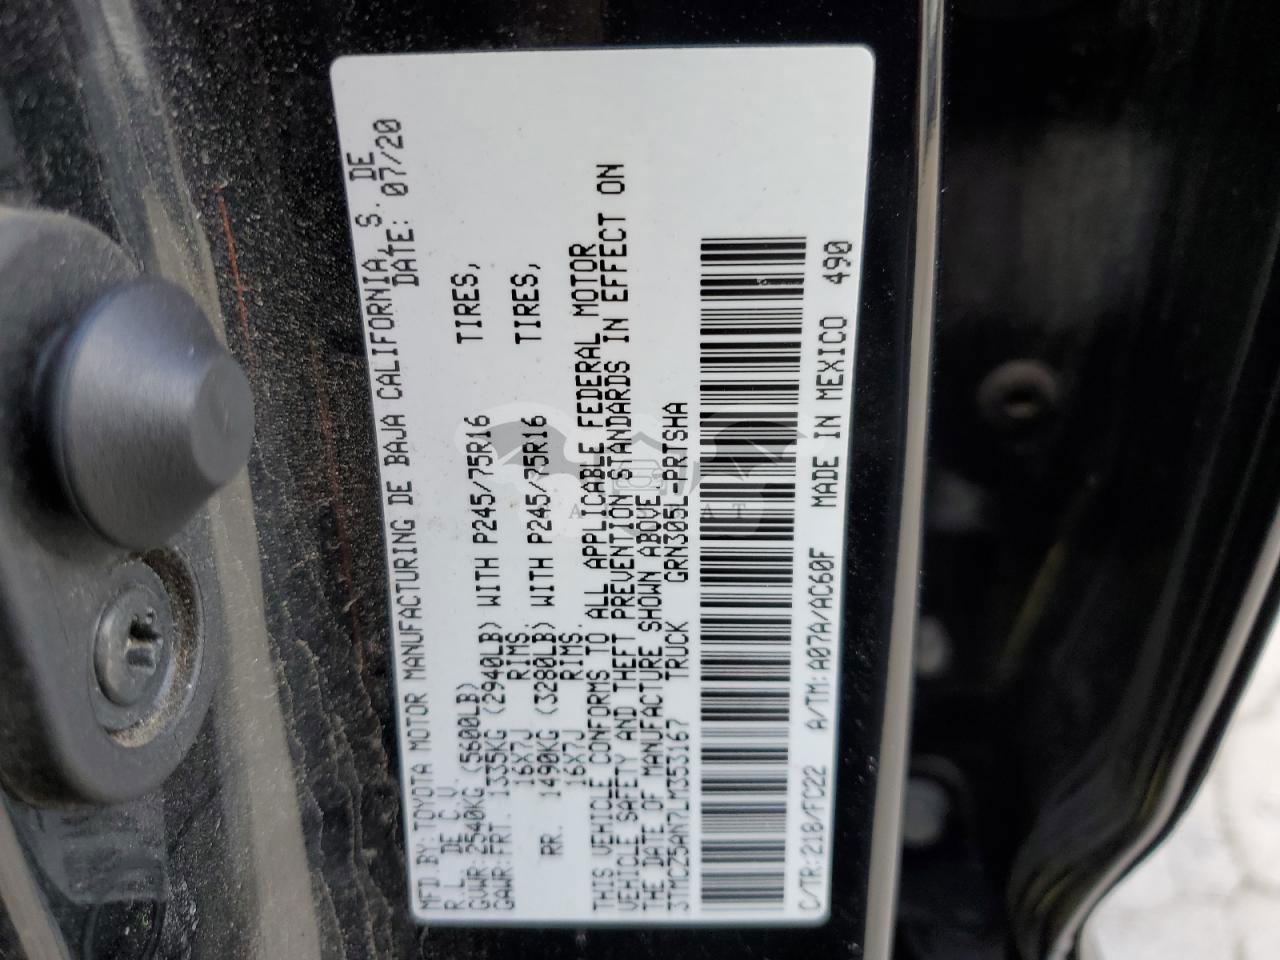 MFD.BY:TOYOTA MOTOR MANUFACTURING DE BAJA CALIFORNIA, S. DE
R.L. DE C.V. DATE: 07/20
GVWR:2540KG (5600LB)
GAWR:FRT. 1335KG (2940LB) WITH P245/75R16 TIRES,
16X7J RIMS,
RR. 1490KG (3280LB) WITH P245/75R16 TIRES,
16X7J RIMS.
THIS VEHICLE CONFORMS TO ALL APPLICABLE FEDERAL MOTOR
VEHICLE SAFETY AND THEFT PREVENTION STANDARDS IN EFFECT ON
THE DATE OF MANUFACTURE SHOWN ABOVE.
3TMCZ5AN7LM353167 TRUCK GRN305L-PRTSHA
C/TR:218/FC22 A/TM:A07A/AC60F MADE IN MEXICO 490